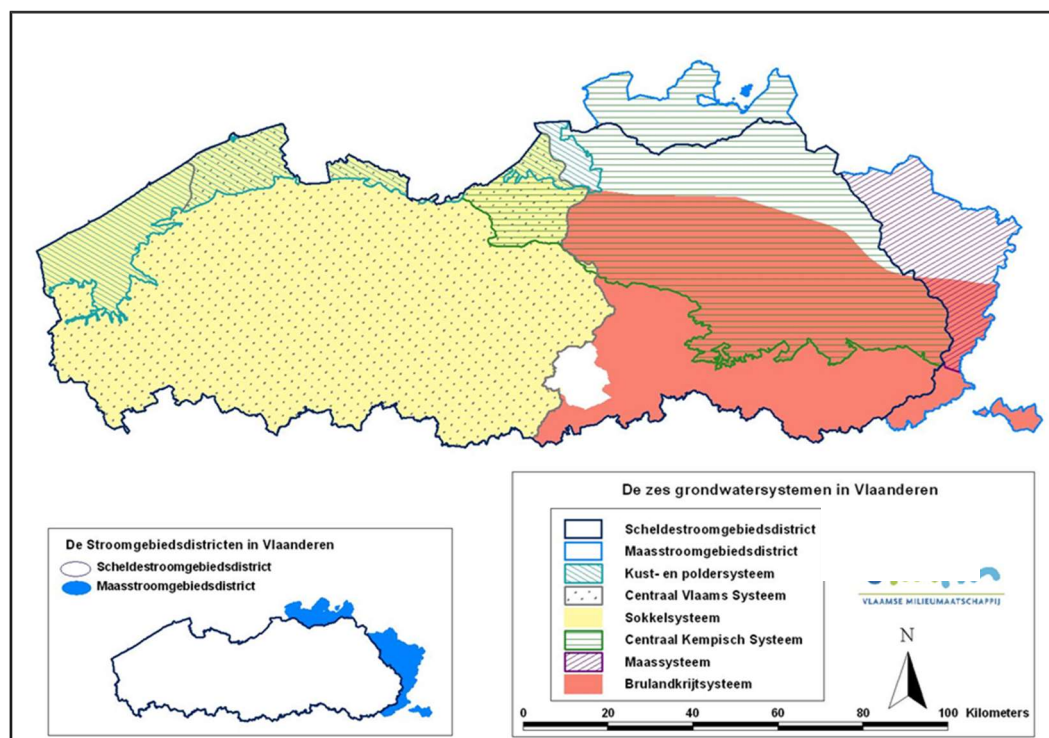 De zes grondwatersystemen in Vlaanderen
Scheldestroomgebiedsdistrict
Maasstroomgebiedsdistrict
Kust- en poldersysteem
Centraal Vlaams Systeem
Sokkelsysteem
Centraal Kempisch Systeem
Maassysteem
Brulandkrijtsysteem
VLAAMSE MILIEUMAATSCHAPPIJ
N
0 20 40 60 80 100 Kilometers
De Stroomgebiedsdistricten in Vlaanderen
Scheldestroomgebiedsdistrict
Maasstroomgebiedsdistrict